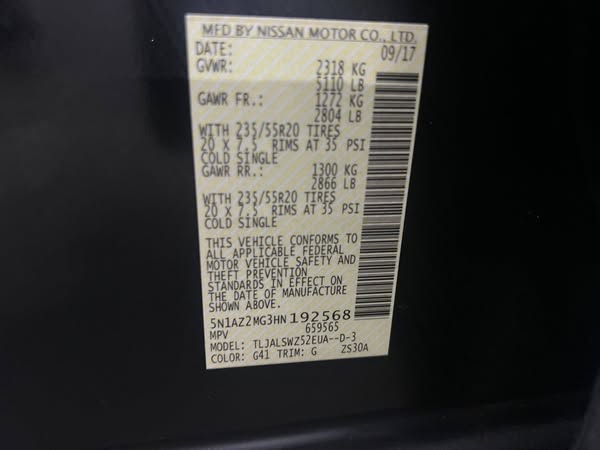 MFD BY NISSAN MOTOR CO., LTD.
DATE: 09/17
GVWR: 2318 KG
5110 LB
GAWR FR.: 1272 KG
2804 LB
WITH 235/55R20 TIRES
20 X 7.5 RIMS AT 35 PSI
COLD SINGLE
GAWR RR.: 1300 KG
2866 LB
WITH 235/55R20 TIRES
20 X 7.5 RIMS AT 35 PSI
COLD SINGLE
THIS VEHICLE CONFORMS TO
ALL APPLICABLE FEDERAL
MOTOR VEHICLE SAFETY AND
THEFT PREVENTION
STANDARDS IN EFFECT ON
THE DATE OF MANUFACTURE
SHOWN ABOVE.
5N1AZ2MG3HN192568
MPV 659565
MODEL: TLJALSWZ52EUA--D-3
COLOR: G41 TRIM: G ZS30A